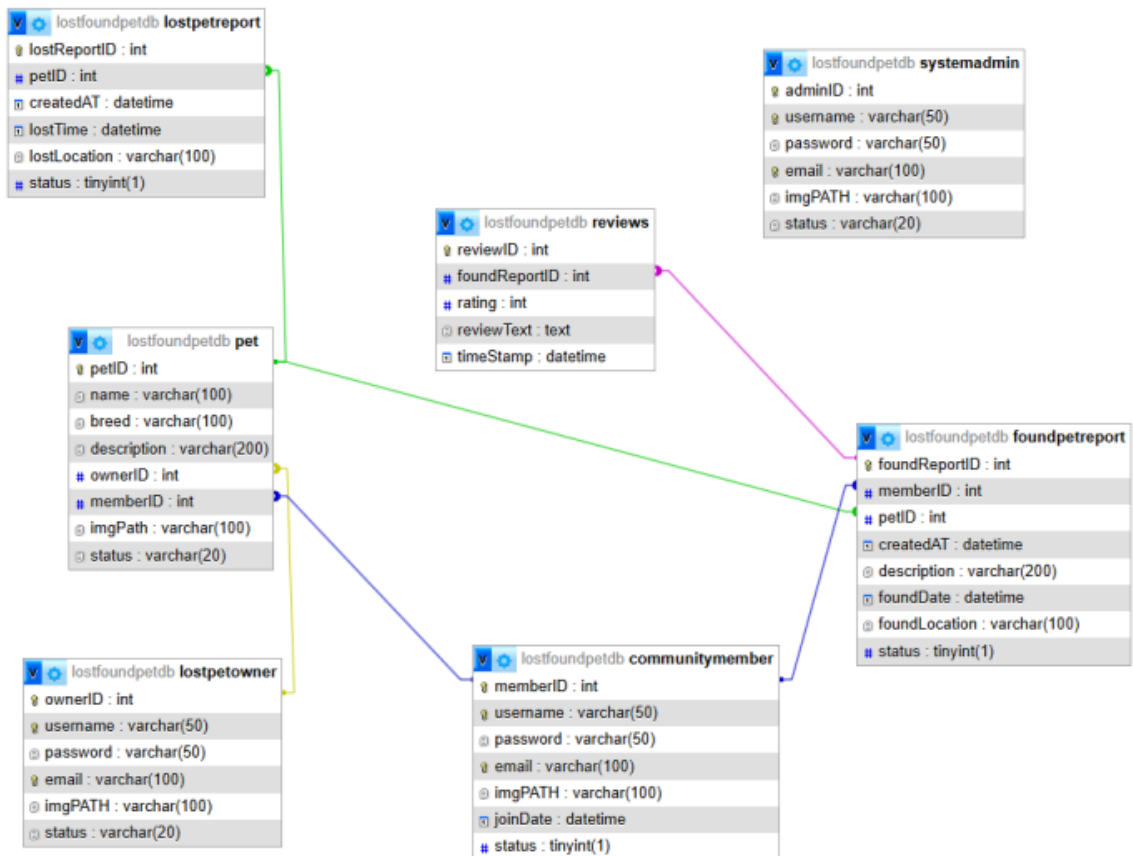 lostfoundpetdb lostpetreport
lostReportID : int
petID : int
createdAT : datetime
lostTime : datetime
lostLocation : varchar(100)
status : tinyint(1)
lostfoundpetdb systemadmin
adminID : int
username : varchar(50)
password : varchar(50)
email : varchar(100)
imgPATH : varchar(100)
status : varchar(20)
lostfoundpetdb reviews
reviewID : int
foundReportID : int
rating : int
reviewText : text
timeStamp : datetime
lostfoundpetdb pet
petID : int
name : varchar(100)
breed : varchar(100)
description : varchar(200)
ownerID : int
memberID : int
imgPath : varchar(100)
status : varchar(20)
lostfoundpetdb foundpetreport
foundReportID : int
memberID : int
petID : int
createdAT : datetime
description : varchar(200)
foundDate : datetime
foundLocation : varchar(100)
status : tinyint(1)
lostfoundpetdb lostpetowner
ownerID : int
username : varchar(50)
password : varchar(50)
email : varchar(100)
imgPATH : varchar(100)
status : varchar(20)
lostfoundpetdb communitymember
memberID : int
username : varchar(50)
password : varchar(50)
email : varchar(100)
imgPATH : varchar(100)
joinDate : datetime
status : tinyint(1)